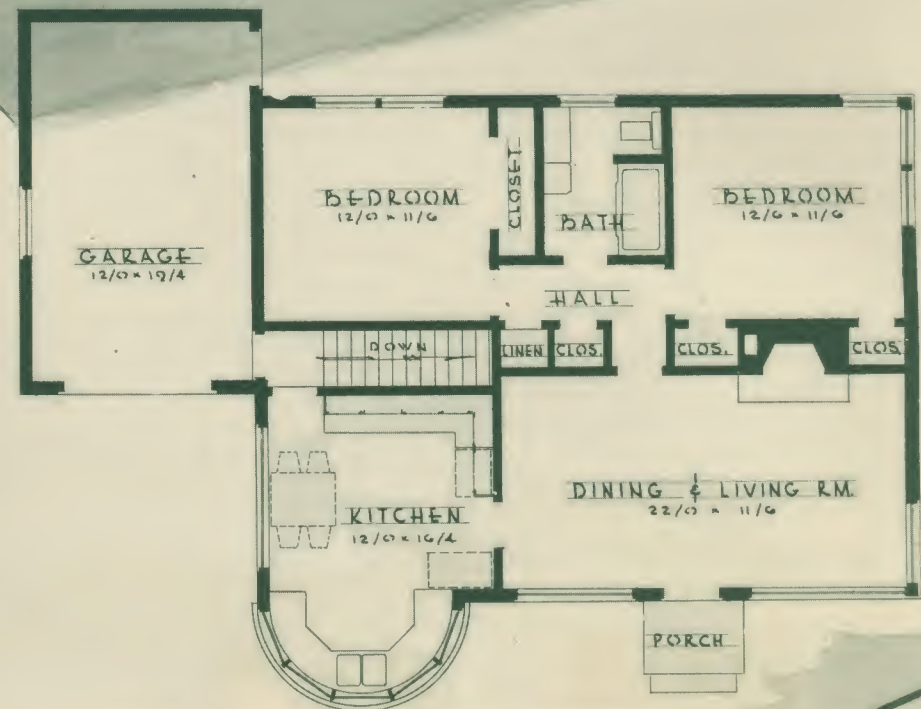 BEDROOM
12/0 × 11/6
CLOSET
BATH
BEDROOM
12/6 × 11/6
GARAGE
12/0 × 19/4
HALL
DOWN
LINEN
CLOS.
CLOS.
CLOS
DINING & LIVING RM.
22/0 × 11/6
KITCHEN
12/0 × 16/4
PORCH